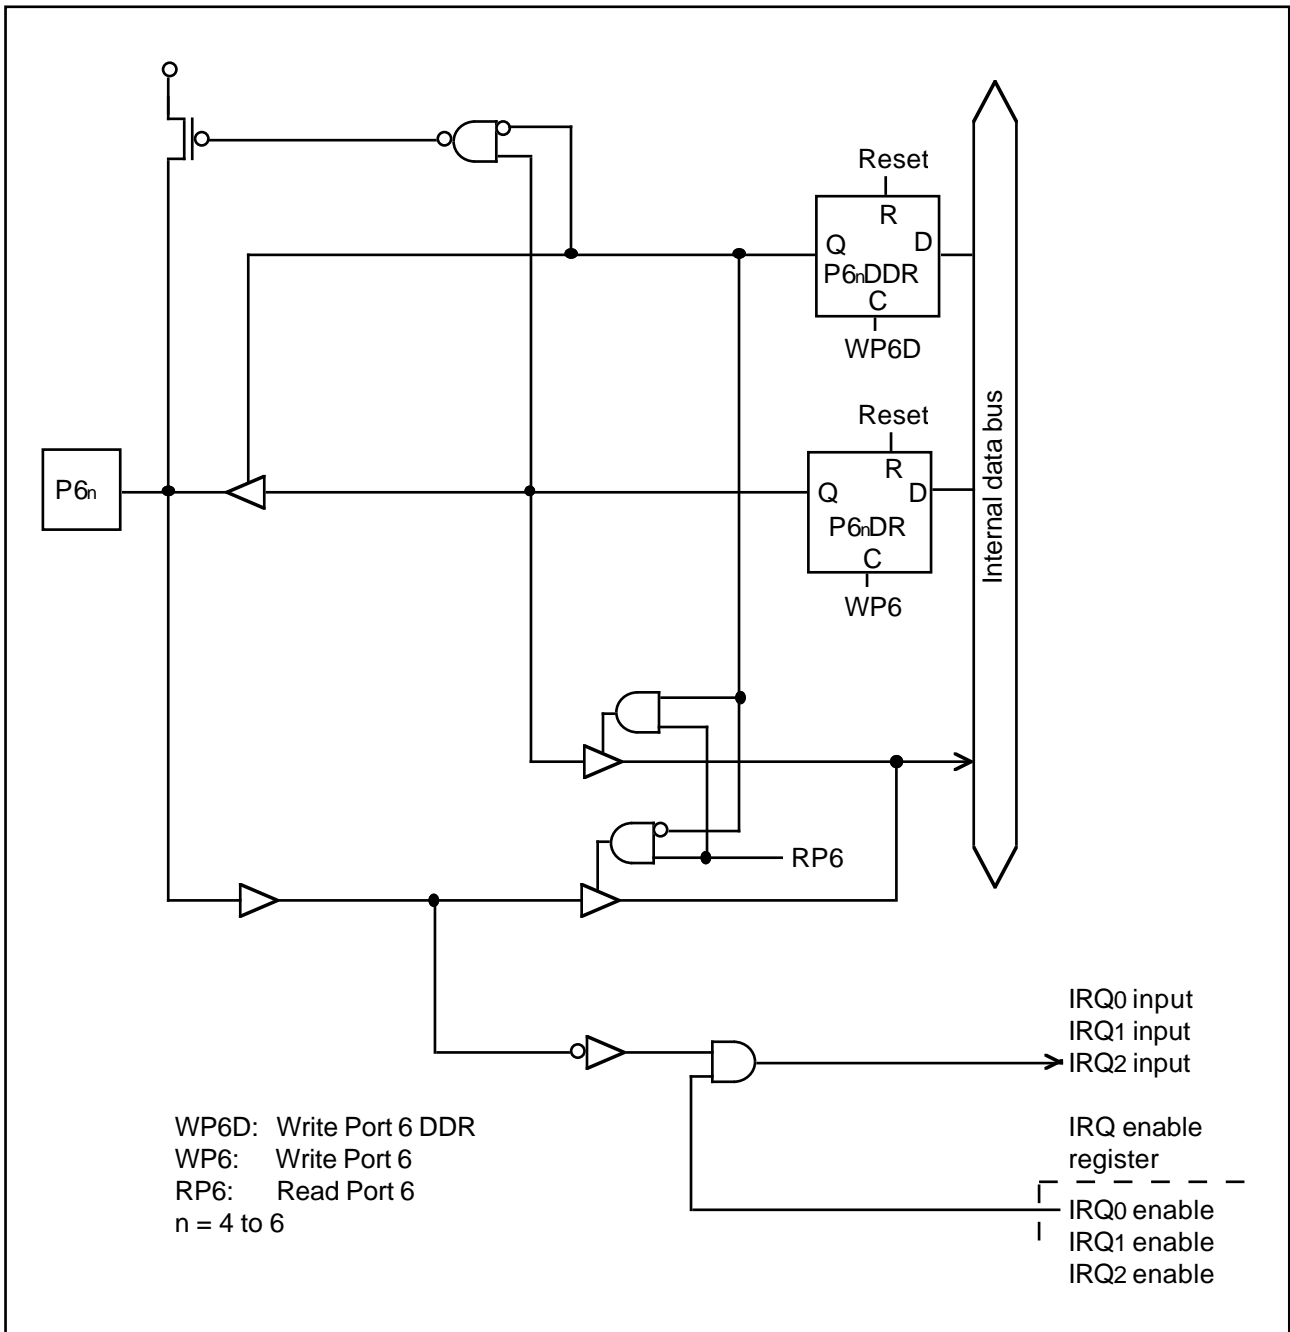 Reset
R
Q D
P6nDDR
C
WP6D
Reset
R
Q D
P6nDR
C
WP6
P6n
Internal data bus
RP6
IRQ0 input
IRQ1 input
IRQ2 input
WP6D: Write Port 6 DDR
WP6: Write Port 6
RP6: Read Port 6
n = 4 to 6
IRQ enable
register
IRQ0 enable
IRQ1 enable
IRQ2 enable